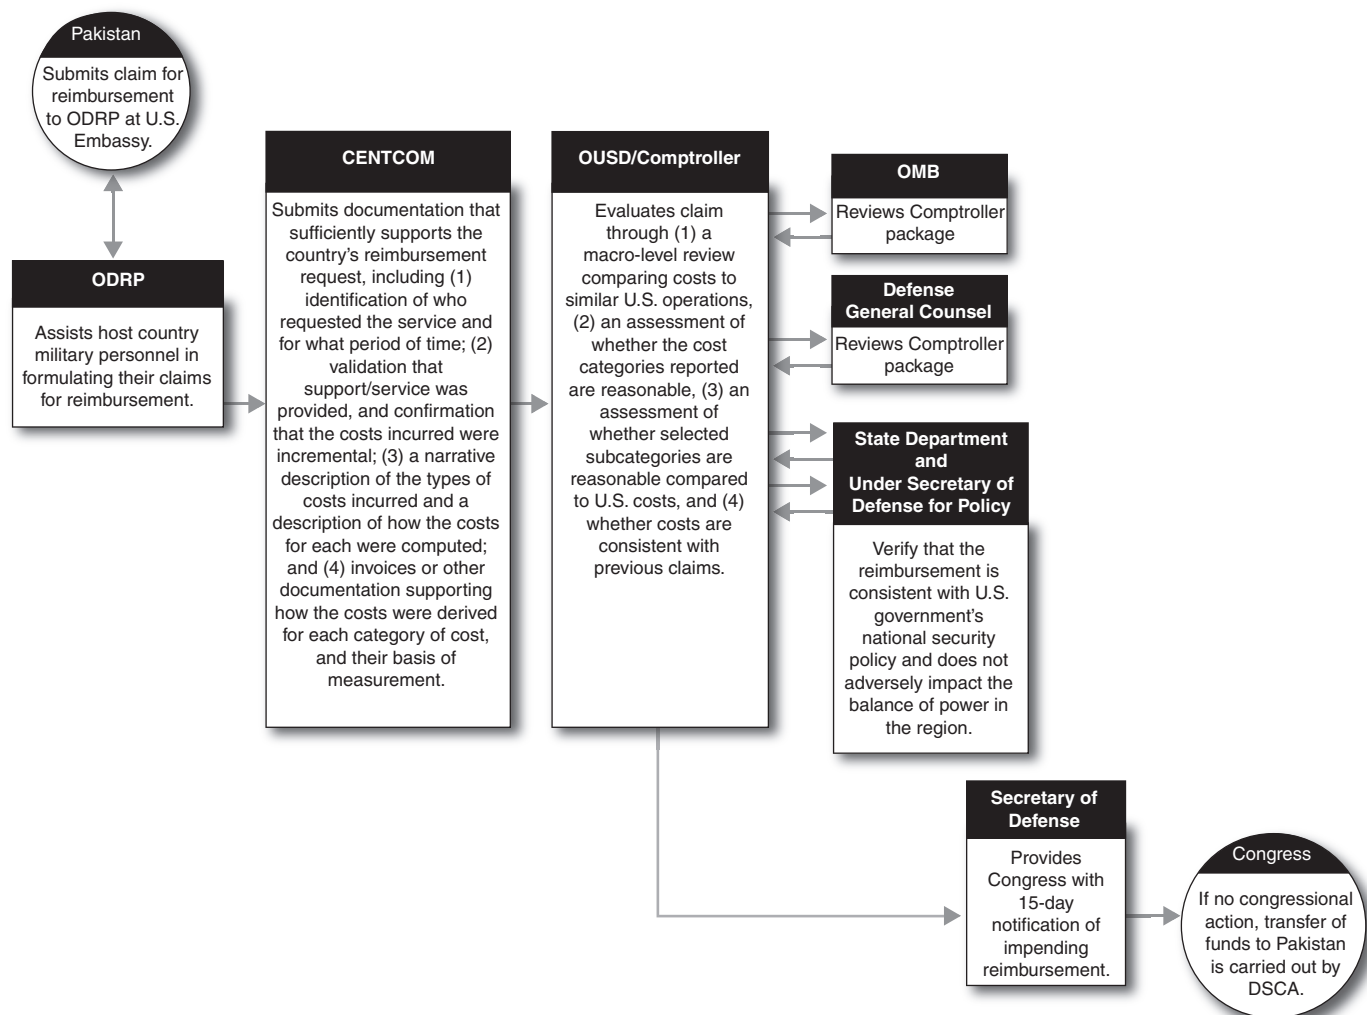 Pakistan
Submits claim for
reimbursement
to ODRP at U.S.
Embassy.
ODRP
Assists host country
military personnel in
formulating their claims
for reimbursement.
CENTCOM
Submits documentation that
sufficiently supports the
country’s reimbursement
request, including (1)
identification of who
requested the service and
for what period of time; (2)
validation that
support/service was
provided, and confirmation
that the costs incurred were
incremental; (3) a narrative
description of the types of
costs incurred and a
description of how the costs
for each were computed;
and (4) invoices or other
documentation supporting
how the costs were derived
for each category of cost,
and their basis of
measurement.
OUSD/Comptroller
Evaluates claim
through (1) a
macro-level review
comparing costs to
similar U.S. operations,
(2) an assessment of
whether the cost
categories reported
are reasonable, (3) an
assessment of
whether selected
subcategories are
reasonable compared
to U.S. costs, and (4)
whether costs are
consistent with
previous claims.
OMB
Reviews Comptroller
package
Defense
General Counsel
Reviews Comptroller
package
State Department
and
Under Secretary of
Defense for Policy
Verify that the
reimbursement is
consistent with U.S.
government’s
national security
policy and does not
adversely impact the
balance of power in
the region.
Secretary of
Defense
Provides
Congress with
15-day
notification of
impending
reimbursement.
Congress
If no congressional
action, transfer of
funds to Pakistan
is carried out by
DSCA.